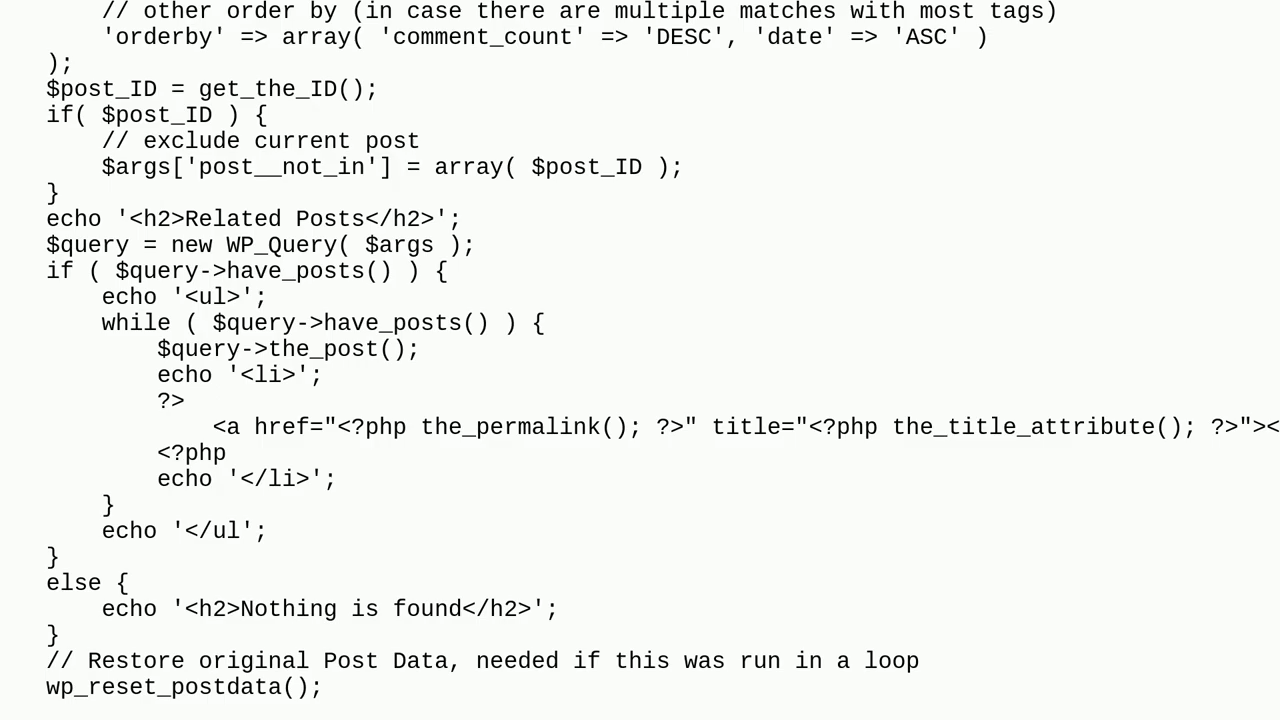 // other order by (in case there are multiple matches with most tags)
'orderby' => array( 'comment_count' => 'DESC', 'date' => 'ASC' )
);
$post_ID = get_the_ID();
if( $post_ID ) {
// exclude current post
$args['post__not_in'] = array( $post_ID );
}
echo '<h2>Related Posts</h2>';
$query = new WP_Query( $args );
if ( $query->have_posts() ) {
echo '<ul>';
while ( $query->have_posts() ) {
$query->the_post();
echo '<li>';
?>
<a href="<?php the_permalink(); ?>" title="<?php the_title_attribute(); ?>"><
<?php
echo '</li>';
}
echo '</ul';
}
else {
echo '<h2>Nothing is found</h2>';
}
// Restore original Post Data, needed if this was run in a loop
wp_reset_postdata();